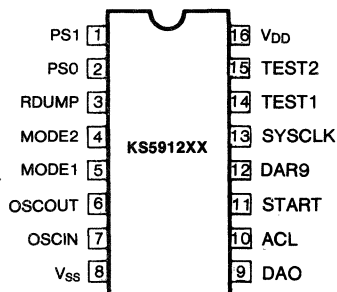 PS1 1 16 VDD
PS0 2 15 TEST2
RDUMP 3 14 TEST1
MODE2 4 13 SYSCLK
KS5912XX
MODE1 5 12 DAR9
OSCOUT 6 11 START
OSCIN 7 10 ACL
VSS 8 9 DAO